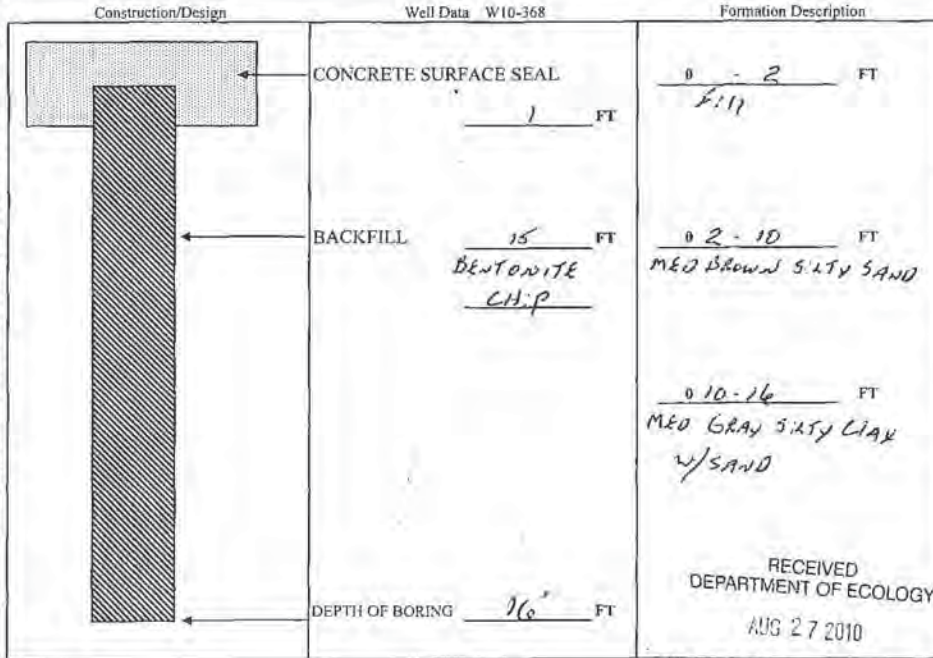 Construction/Design Well Data W10-368 Formation Description
CONCRETE SURFACE SEAL
1 FT
0 - 2 FT
Fill
BACKFILL 15 FT
BENTONITE
CHIP
0 2 - 10 FT
MED BROWN SILTY SAND
0 10 - 16 FT
MED GRAY SILTY CLAY
W/SAND
DEPTH OF BORING 16' FT
RECEIVED
DEPARTMENT OF ECOLOGY
AUG 27 2010